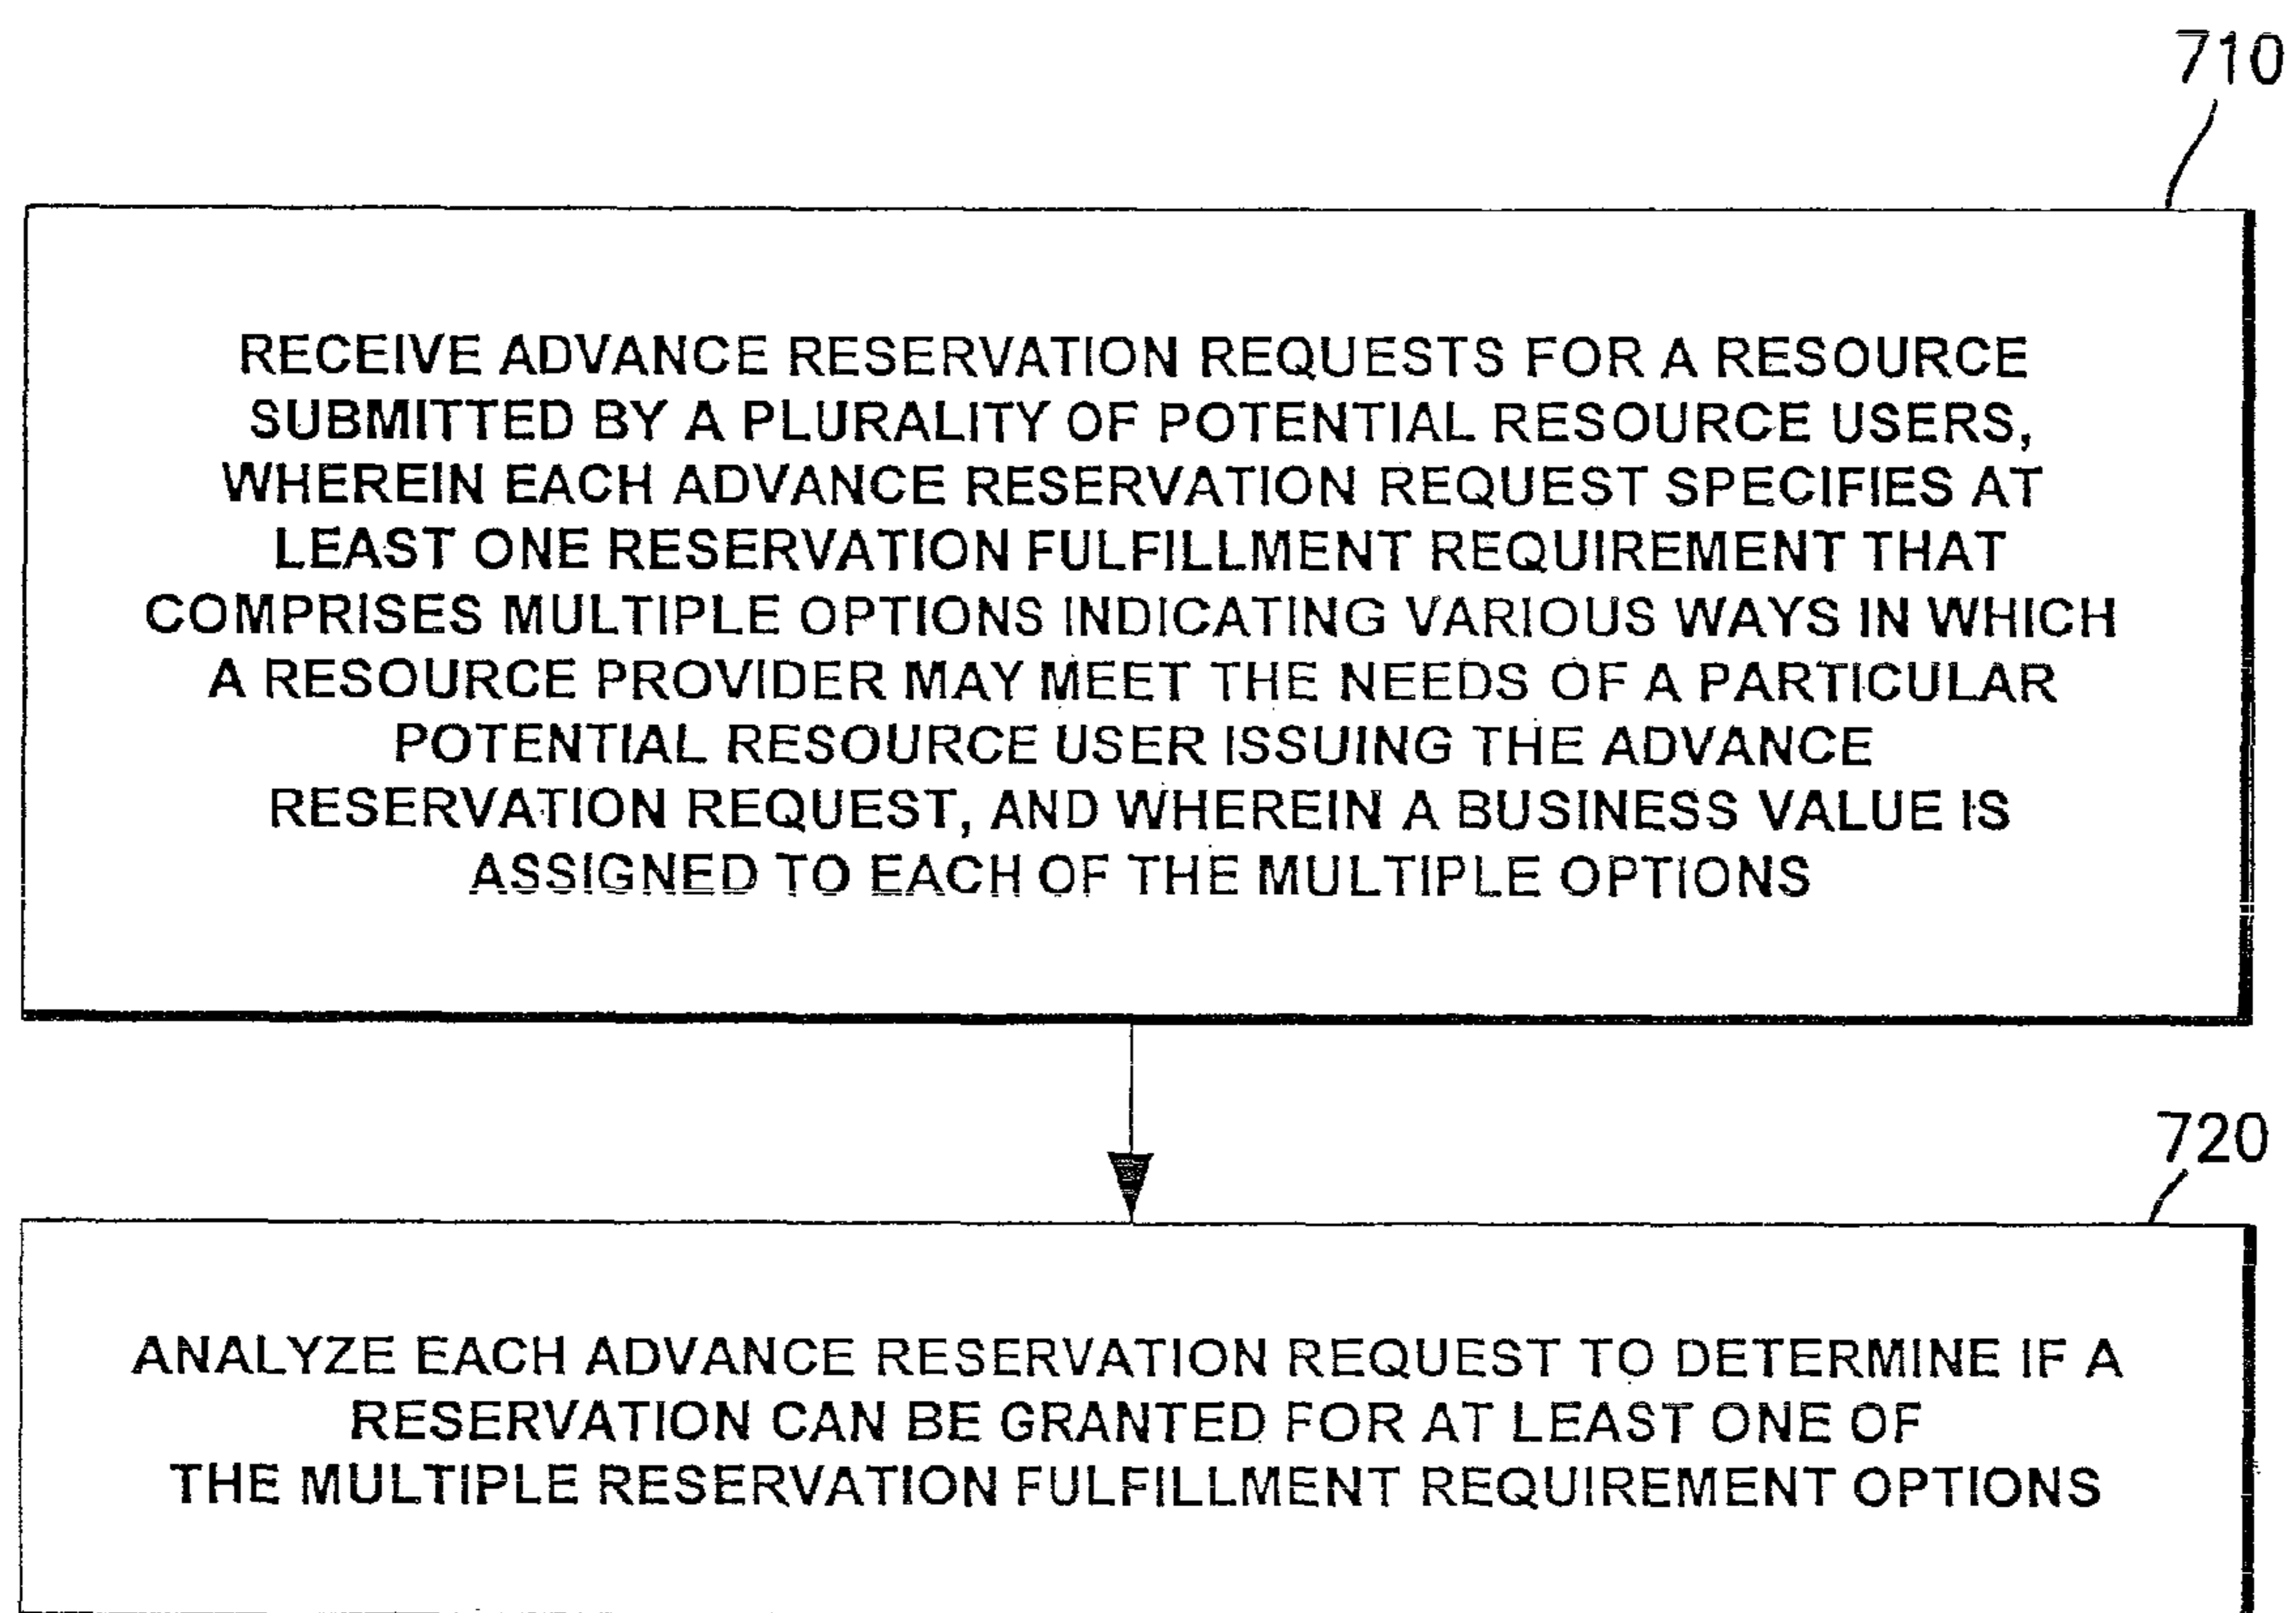 710
RECEIVE ADVANCE RESERVATION REQUESTS FOR A RESOURCE
SUBMITTED BY A PLURALITY OF POTENTIAL RESOURCE USERS,
WHEREIN EACH ADVANCE RESERVATION REQUEST SPECIFIES AT
LEAST ONE RESERVATION FULFILLMENT REQUIREMENT THAT
COMPRISES MULTIPLE OPTIONS INDICATING VARIOUS WAYS IN WHICH
A RESOURCE PROVIDER MAY MEET THE NEEDS OF A PARTICULAR
POTENTIAL RESOURCE USER ISSUING THE ADVANCE
RESERVATION REQUEST, AND WHEREIN A BUSINESS VALUE IS
ASSIGNED TO EACH OF THE MULTIPLE OPTIONS
720
ANALYZE EACH ADVANCE RESERVATION REQUEST TO DETERMINE IF A
RESERVATION CAN BE GRANTED FOR AT LEAST ONE OF
THE MULTIPLE RESERVATION FULFILLMENT REQUIREMENT OPTIONS